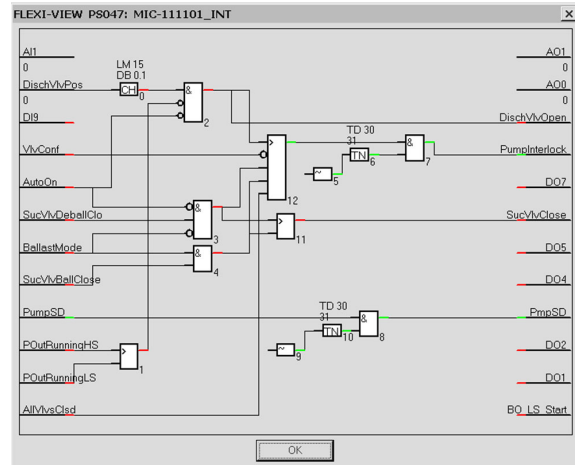 FLEXI-VIEW PS047: MIC-111101_INT
AI1
0
DischVlvPos
0
DI9
VlvConf
AutoOn
SucVlvDeballClo
BallastMode
SucVlvBallClose
PumpSD
POutRunningHS
POutRunningLS
AllVlvsClsd
LM 15
DB 0.1
CH
0
&
2
>
1
&
3
&
4
>
12
>
11
~
5
TD 30
31
TN
6
&
7
~
9
TD 30
31
TN
10
&
8
AO1
0
AO0
0
DischVlvOpen
PumpInterlock
DO7
SucVlvClose
DO5
DO4
PmpSD
DO2
DO1
BO_LS_Start
OK